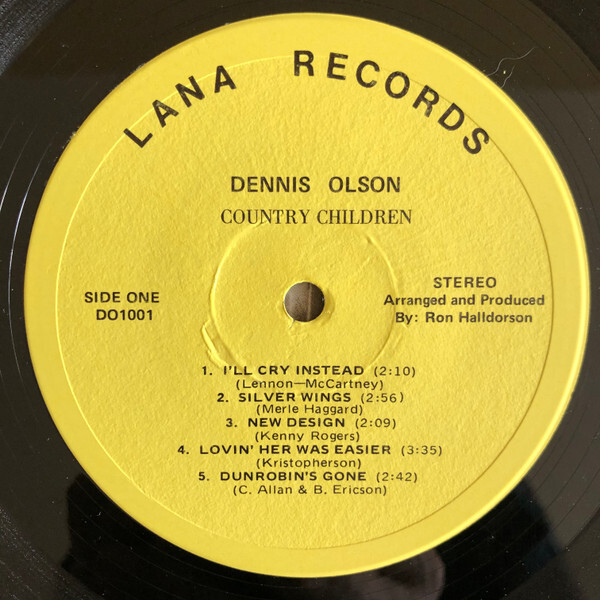 LANA RECORDS
DENNIS OLSON
COUNTRY CHILDREN
SIDE ONE
DO1001
STEREO
Arranged and Produced
By: Ron Halldorson
1. I'LL CRY INSTEAD (2:10)
(Lennon—McCartney)
2. SILVER WINGS (2:56)
(Merle Haggard)
3. NEW DESIGN (2:09)
(Kenny Rogers)
4. LOVIN' HER WAS EASIER (3:35)
(Kristopherson)
5. DUNROBIN'S GONE (2:42)
(C. Allan & B. Ericson)